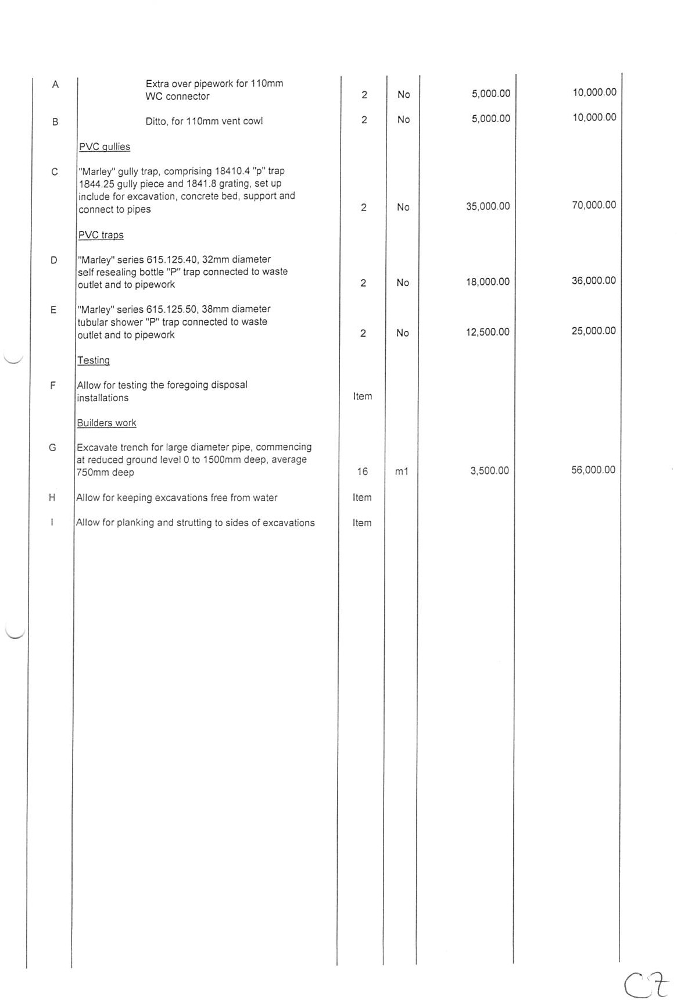 A Extra over pipework for 110mm
WC connector 2 No 5,000.00 10,000.00
B Ditto, for 110mm vent cowl 2 No 5,000.00 10,000.00
PVC gullies
C "Marley" gully trap, comprising 18410.4 "p" trap
1844.25 gully piece and 1841.8 grating, set up
include for excavation, concrete bed, support and
connect to pipes 2 No 35,000.00 70,000.00
PVC traps
D "Marley" series 615.125.40, 32mm diameter
self resealing bottle "P" trap connected to waste
outlet and to pipework 2 No 18,000.00 36,000.00
E "Marley" series 615.125.50, 38mm diameter
tubular shower "P" trap connected to waste
outlet and to pipework 2 No 12,500.00 25,000.00
Testing
F Allow for testing the foregoing disposal
installations Item
Builders work
G Excavate trench for large diameter pipe, commencing
at reduced ground level 0 to 1500mm deep, average
750mm deep 16 m1 3,500.00 56,000.00
H Allow for keeping excavations free from water Item
I Allow for planking and strutting to sides of excavations Item
C7